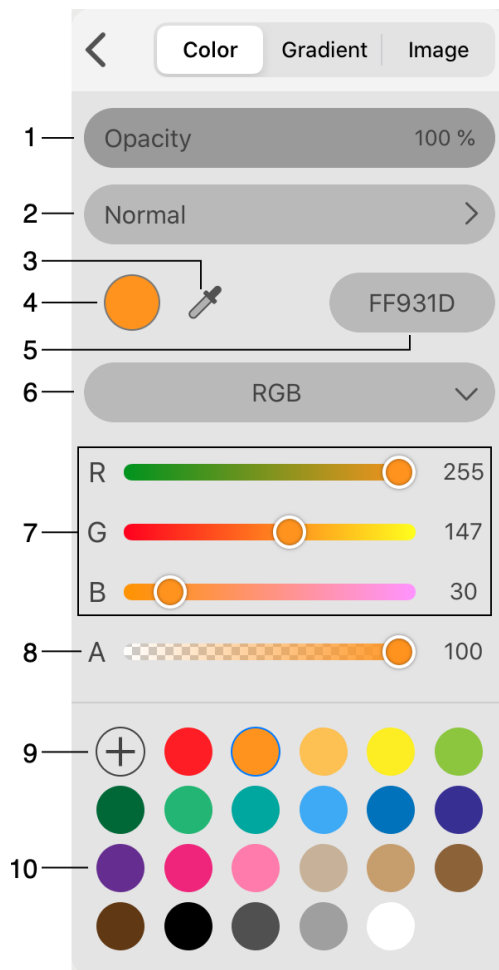 Color Gradient Image
1 Opacity 100 %
2 Normal
3
4 FF931D
5
6 RGB
R 255
7 G 147
B 30
8 A 100
9
10